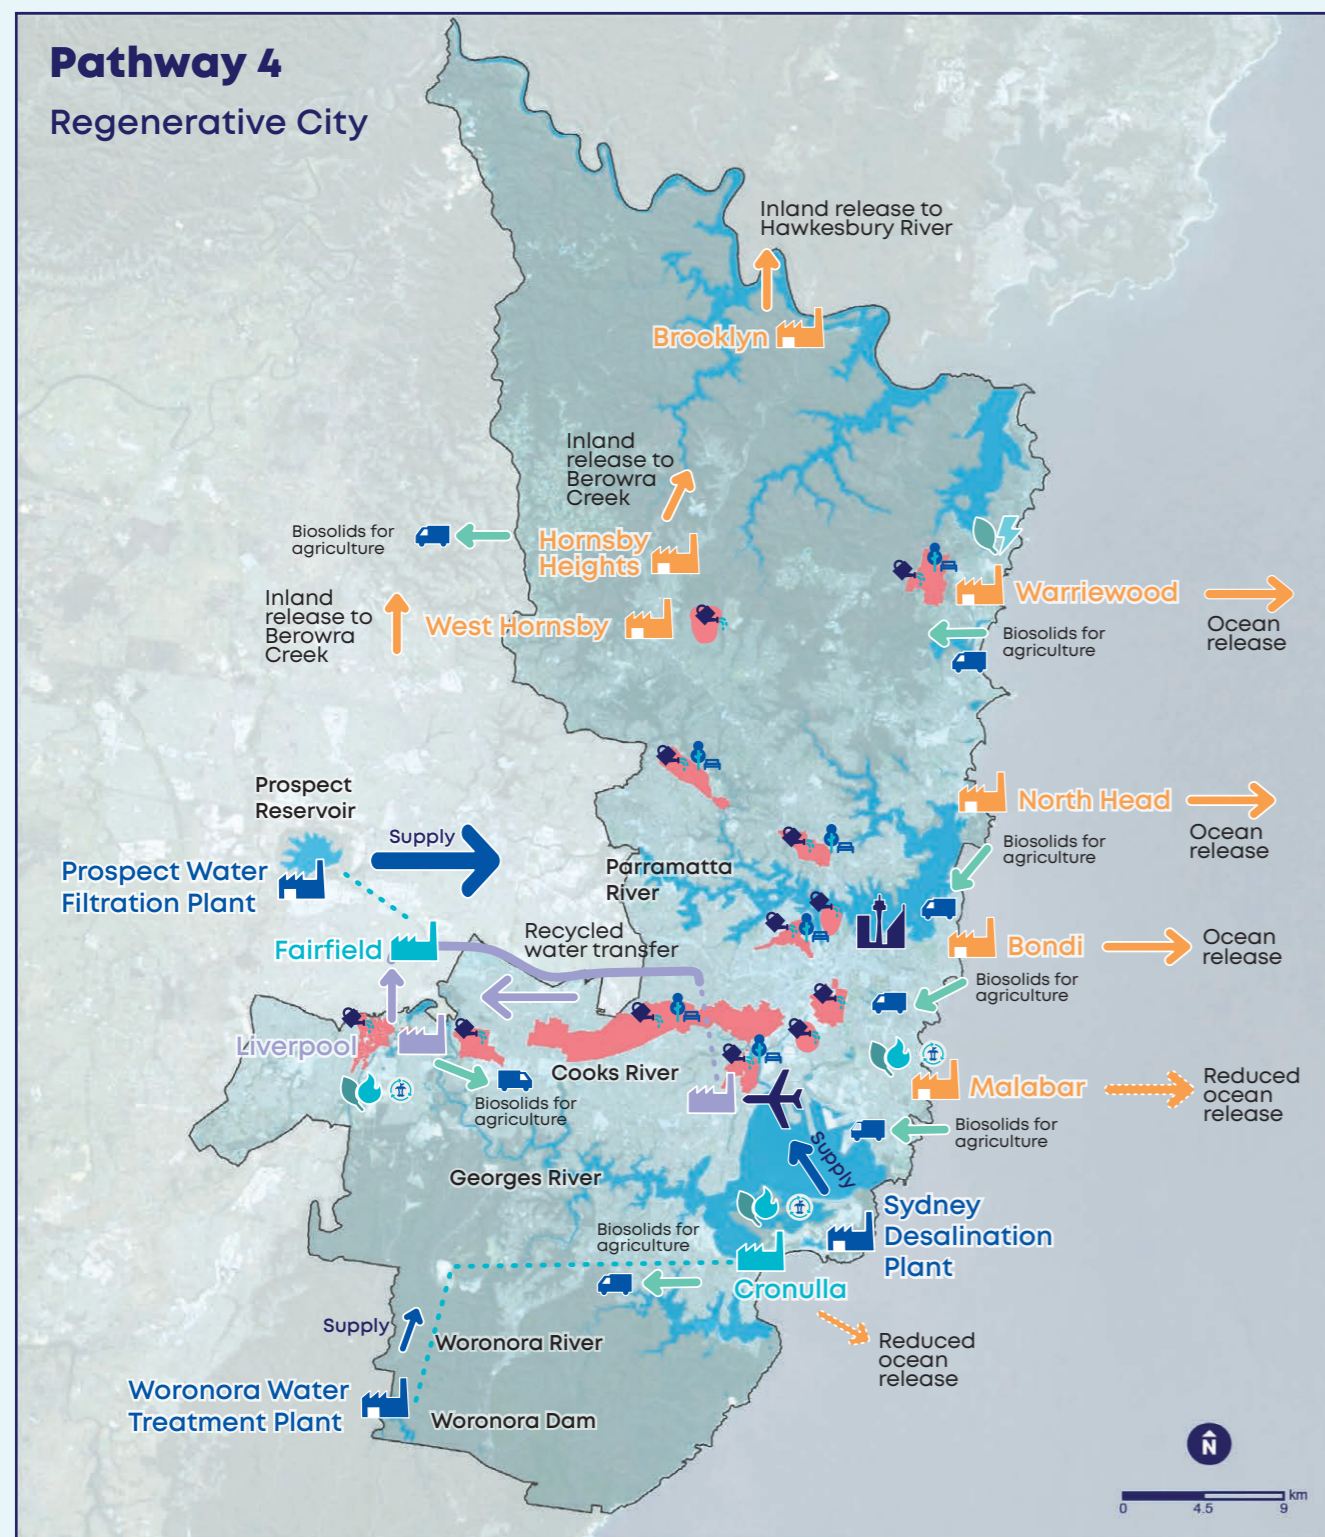 Pathway 4
Regenerative City
Inland release to
Hawkesbury River
Brooklyn
Inland
release to
Berowra
Creek
Biosolids for
agriculture
Hornsby
Heights
Inland
release to
Berowra
Creek
West Hornsby
Warriewood
Ocean
release
Biosolids for
agriculture
Prospect
Reservoir
Supply
Prospect Water
Filtration Plant
North Head
Ocean
release
Biosolids for
agriculture
Parramatta
River
Fairfield
Recycled
water transfer
Bondi
Ocean
release
Biosolids for
agriculture
Liverpool
Cooks River
Biosolids for
agriculture
Malabar
Reduced
ocean
release
Biosolids for
agriculture
Supply
Georges River
Sydney
Desalination
Plant
Biosolids for
agriculture
Cronulla
Supply
Woronora River
Reduced
ocean
release
Woronora Water
Treatment Plant
Woronora Dam
N
km
0 4.5 9